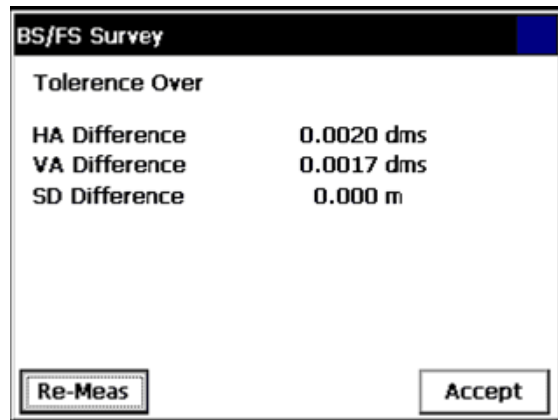 BS/FS Survey
Tolerence Over
HA Difference 0.0020 dms
VA Difference 0.0017 dms
SD Difference 0.000 m
Re-Meas Accept